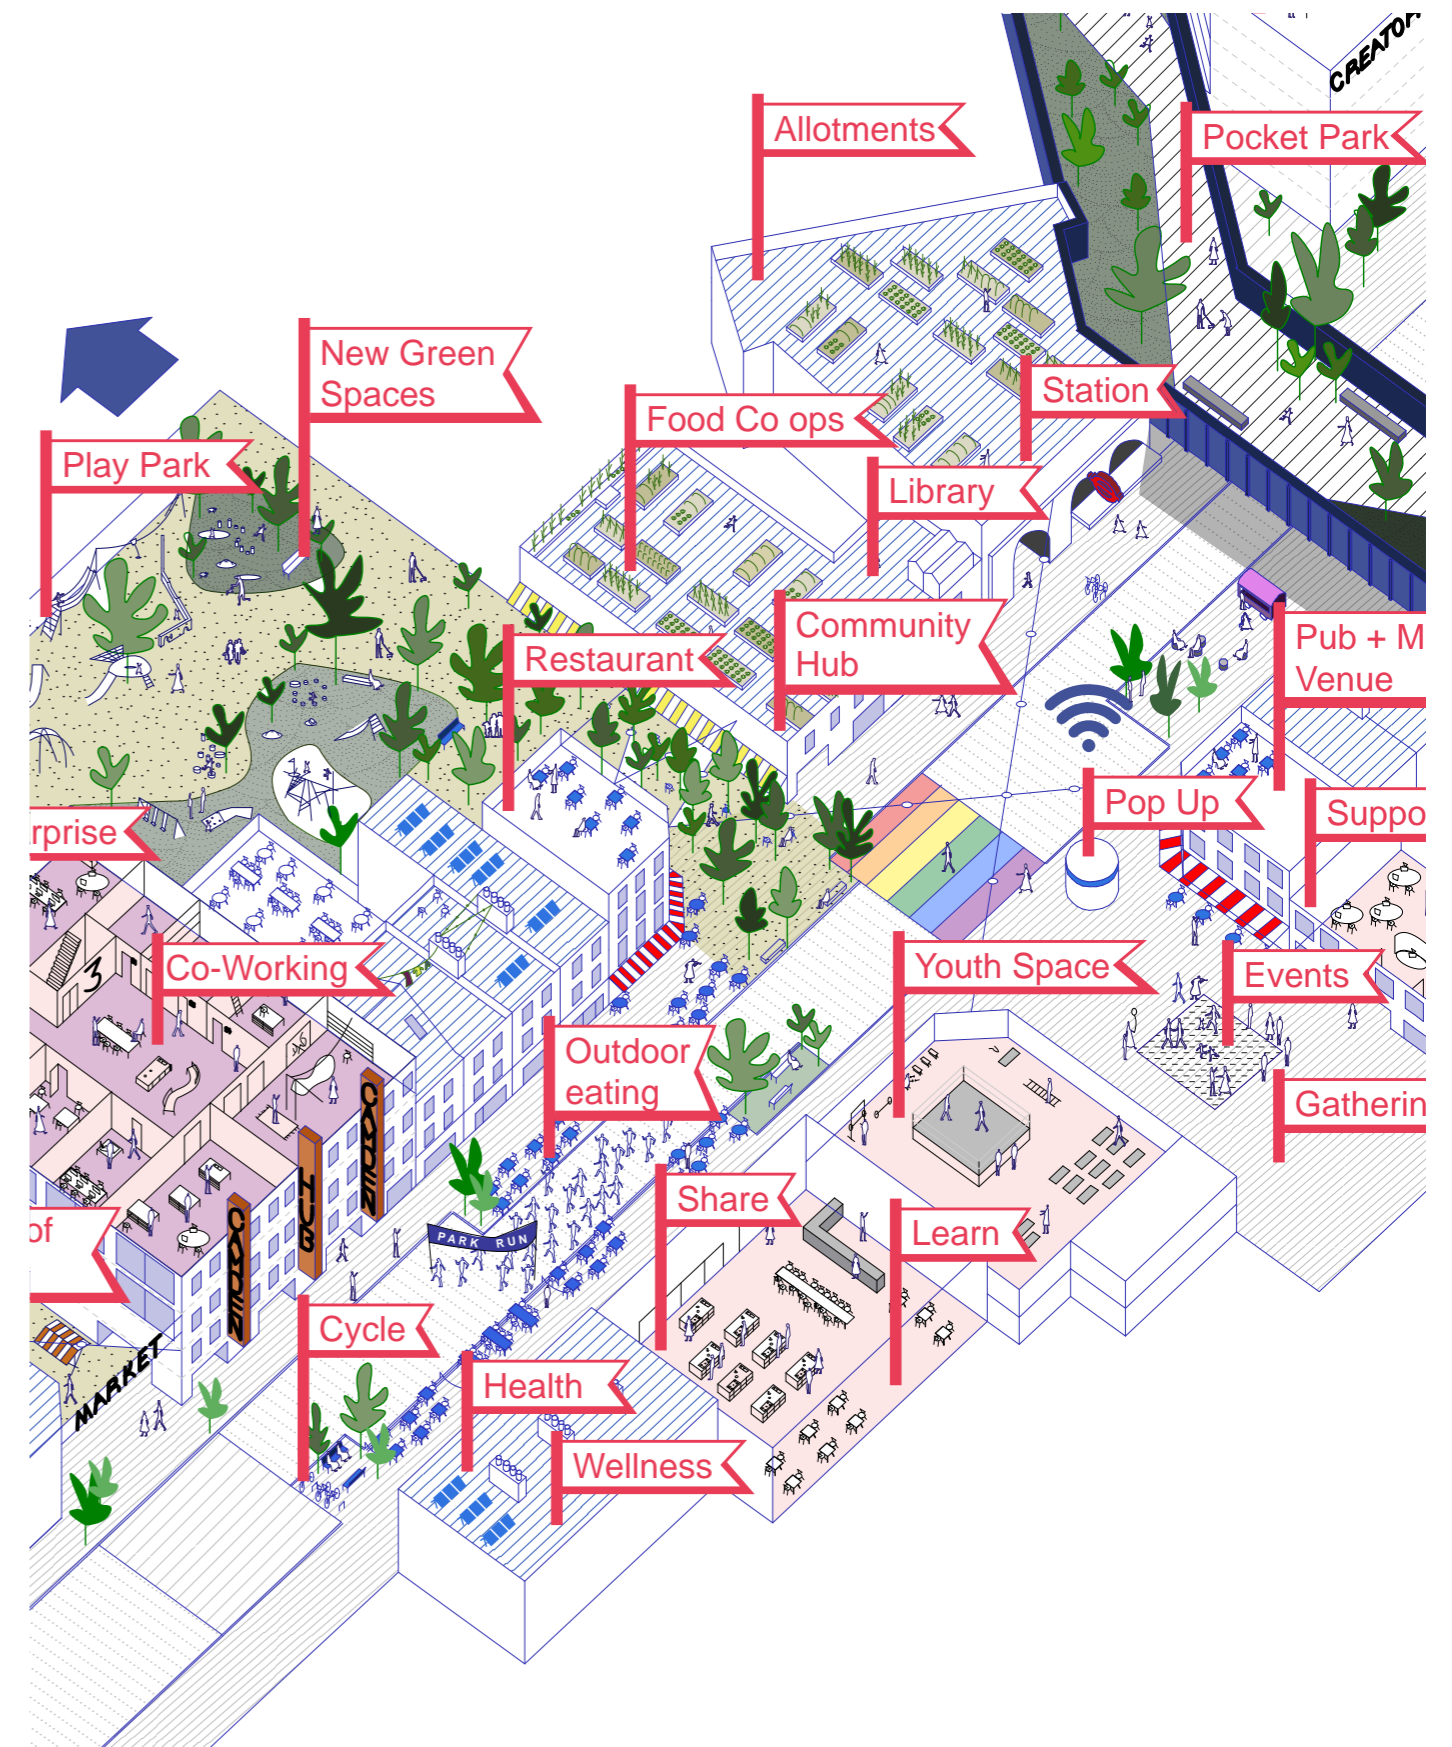 CREATOR
Allotments
Pocket Park
New Green
Spaces
Station
Food Co ops
Play Park
Library
Community
Hub
Pub + M
Venue
Restaurant
Pop Up
Suppo
rprise
Co-Working
3
Youth Space
Events
Outdoor
eating
Gatherin
CAMDEN
HUB
CAMDEN
Share
of
PARK RUN
Learn
Cycle
MARKET
Health
Wellness